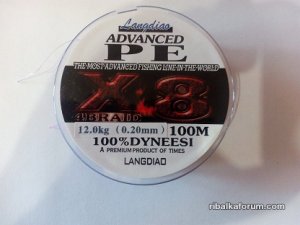 Langdiao
ADVANCED
PE
THE MOST ADVANCED FISHING LINE IN THE WORLD
X8
4BRAID
12.0kg (0.20mm) 100M
100% DYNEESI
A PREMIUM PRODUCT OF TIMES
LANGDIAO
ribalkaforum.com